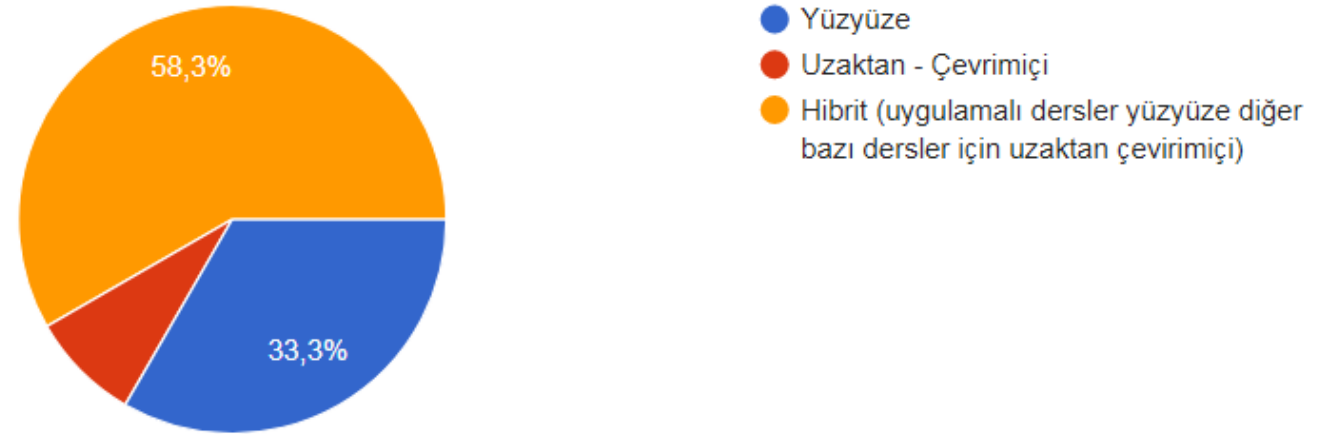 58,3%
33,3%
Yüzyüze
Uzaktan - Çevrimiçi
Hibrit (uygulamalı dersler yüzyüze diğer
bazı dersler için uzaktan çevirimiçi)